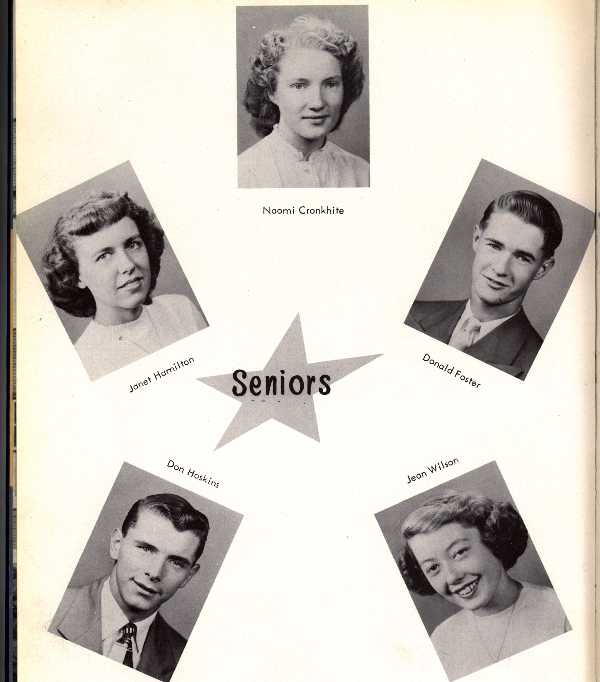 Naomi Cronkhite
Janet Hamilton
Donald Foster
Seniors
Don Hoskins
Jean Wilson